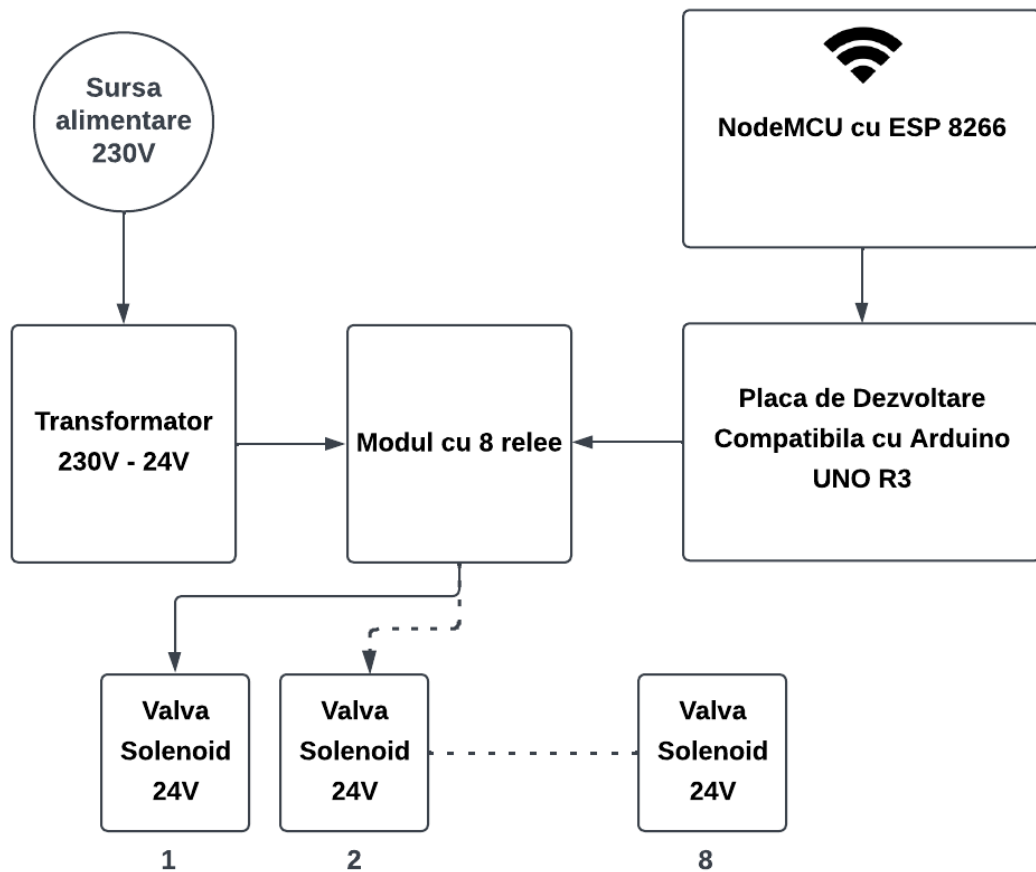 Sursa
alimentare
230V
NodeMCU cu ESP 8266
Transformator
230V - 24V
Modul cu 8 relee
Placa de Dezvoltare
Compatibila cu Arduino
UNO R3
Valva
Solenoid
24V
Valva
Solenoid
24V
Valva
Solenoid
24V
1
2
8